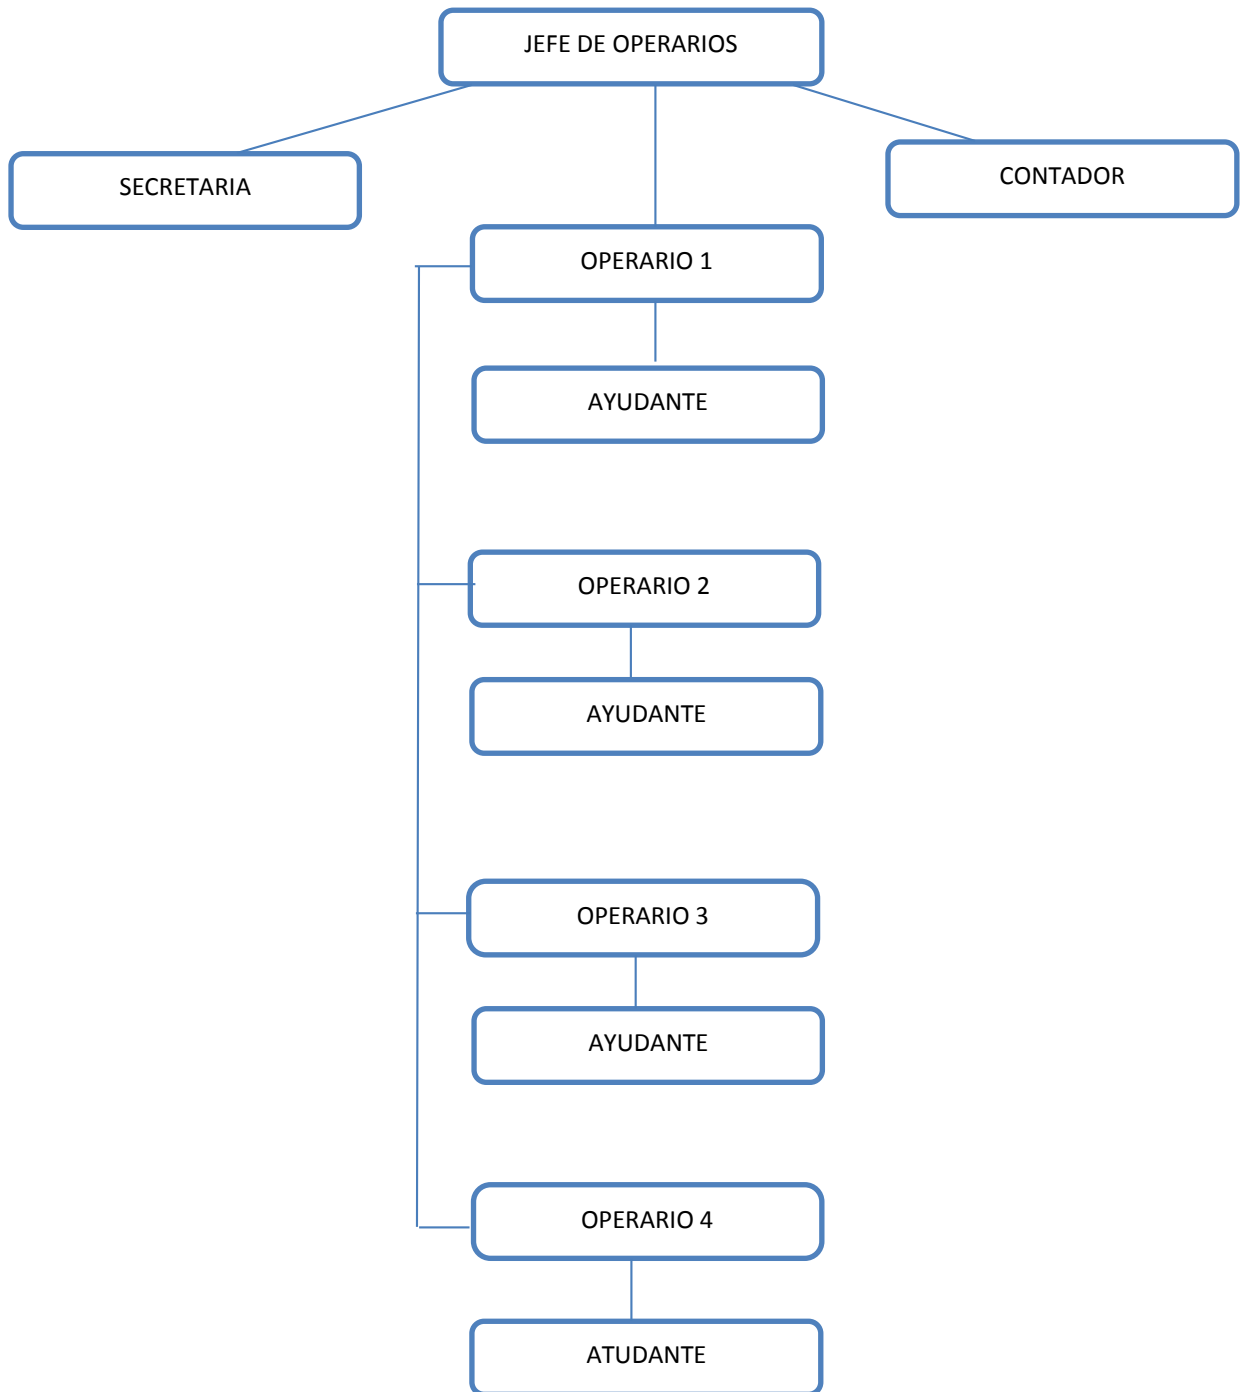 JEFE DE OPERARIOS
SECRETARIA
CONTADOR
OPERARIO 1
AYUDANTE
OPERARIO 2
AYUDANTE
OPERARIO 3
AYUDANTE
OPERARIO 4
ATUDANTE